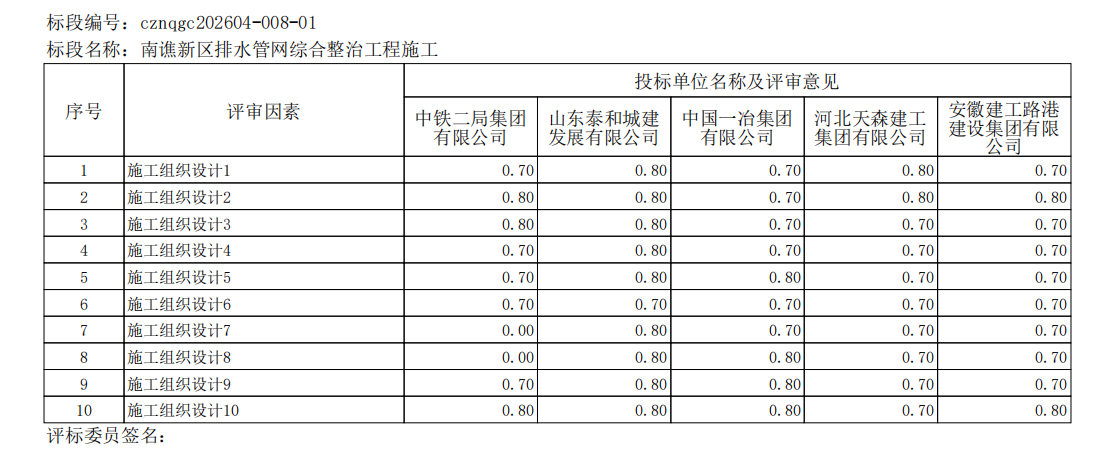 标段编号：cznqgc202604-008-01
标段名称：南谯新区排水管网综合整治工程施工
序号 评审因素 投标单位名称及评审意见
中铁二局集团有限公司 山东泰和城建发展有限公司 中国一冶集团有限公司 河北天森建工集团有限公司 安徽建工路港建设集团有限公司
1 施工组织设计1 0.70 0.80 0.70 0.80 0.70
2 施工组织设计2 0.80 0.80 0.70 0.80 0.80
3 施工组织设计3 0.80 0.80 0.70 0.70 0.70
4 施工组织设计4 0.70 0.80 0.70 0.70 0.70
5 施工组织设计5 0.70 0.80 0.80 0.70 0.70
6 施工组织设计6 0.70 0.70 0.70 0.70 0.70
7 施工组织设计7 0.00 0.80 0.70 0.70 0.70
8 施工组织设计8 0.00 0.80 0.80 0.70 0.70
9 施工组织设计9 0.70 0.80 0.80 0.70 0.70
10 施工组织设计10 0.80 0.80 0.80 0.70 0.80
评标委员签名：